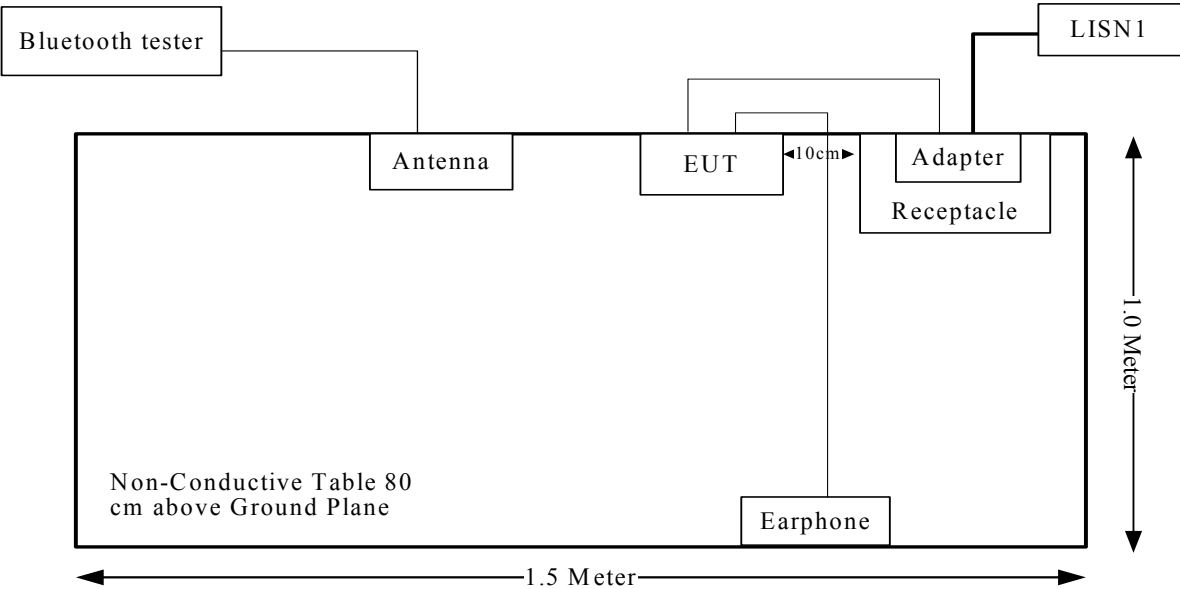 Bluetooth tester
LISN1
Antenna
EUT
10cm
Adapter
Receptacle
1.0 Meter
Non-Conductive Table 80
cm above Ground Plane
Earphone
1.5 Meter